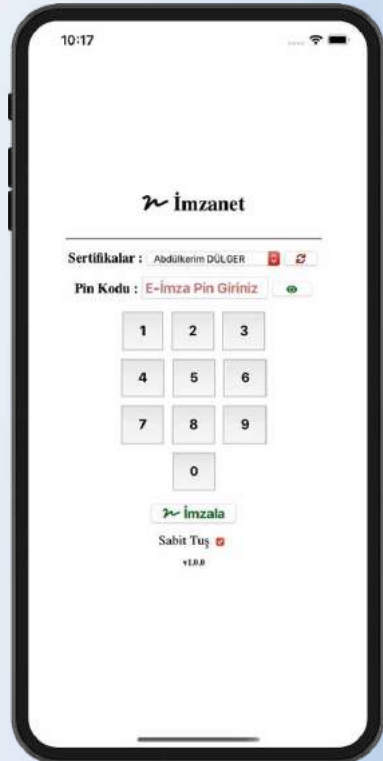 10:17
İmzanet
Sertifikalar : Abdülkerim DÜLGER
Pin Kodu : E-İmza Pin Giriniz
1 2 3
4 5 6
7 8 9
0
İmzala
Sabit Tuş
v1.0.0